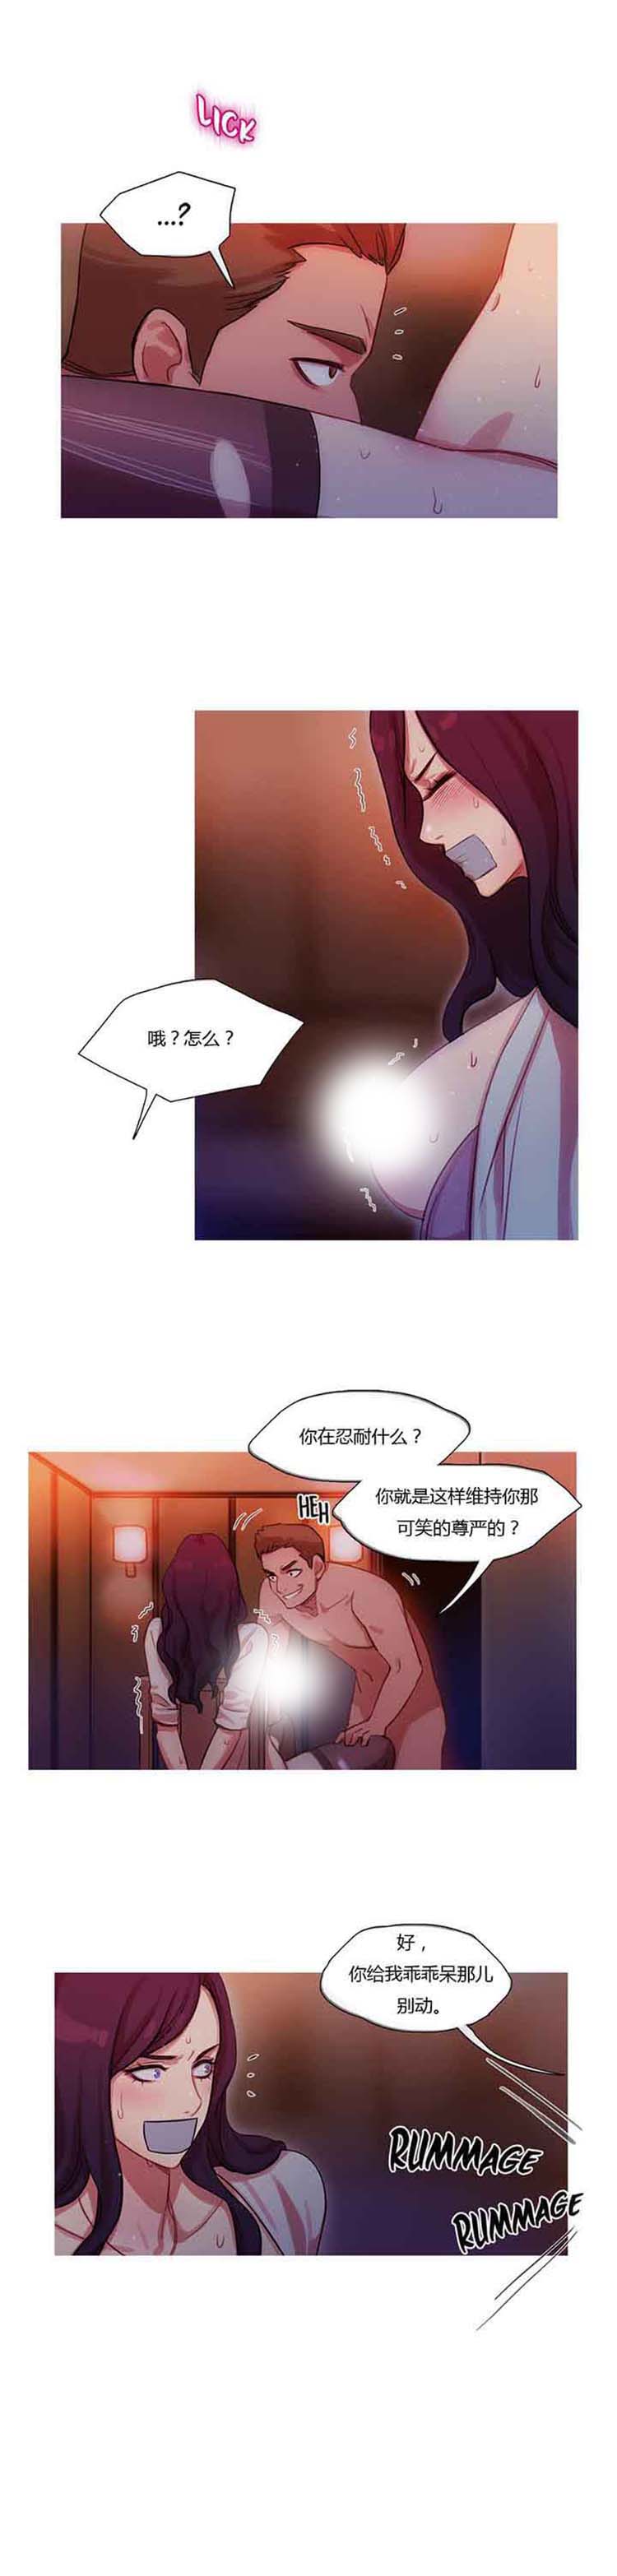 LICK
...?
哦？怎么？
你在忍耐什么？
HEH
你就是这样维持你那
可笑的尊严的？
好，
你给我乖乖呆那儿
别动。
RUMMAGE
RUMMAGE